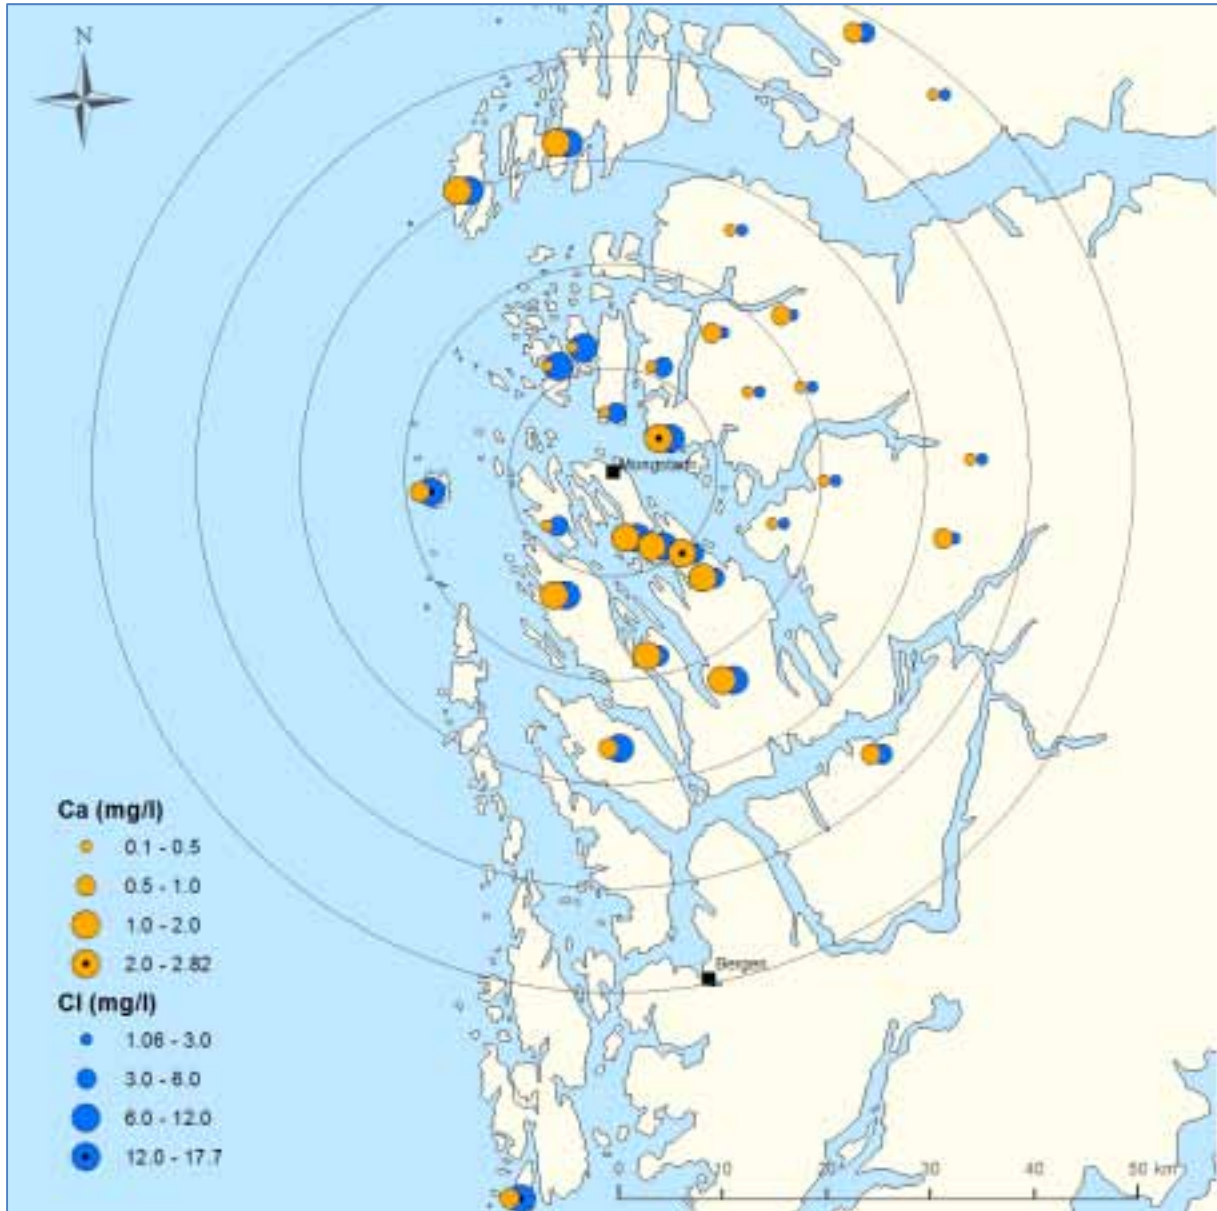 N
Mongstad
Ca (mg/l)
0.1 - 0.5
0.5 - 1.0
1.0 - 2.0
2.0 - 2.82
Cl (mg/l)
1.06 - 3.0
3.0 - 6.0
6.0 - 12.0
12.0 - 17.7
Bergen
0 10 20 30 40 50 km